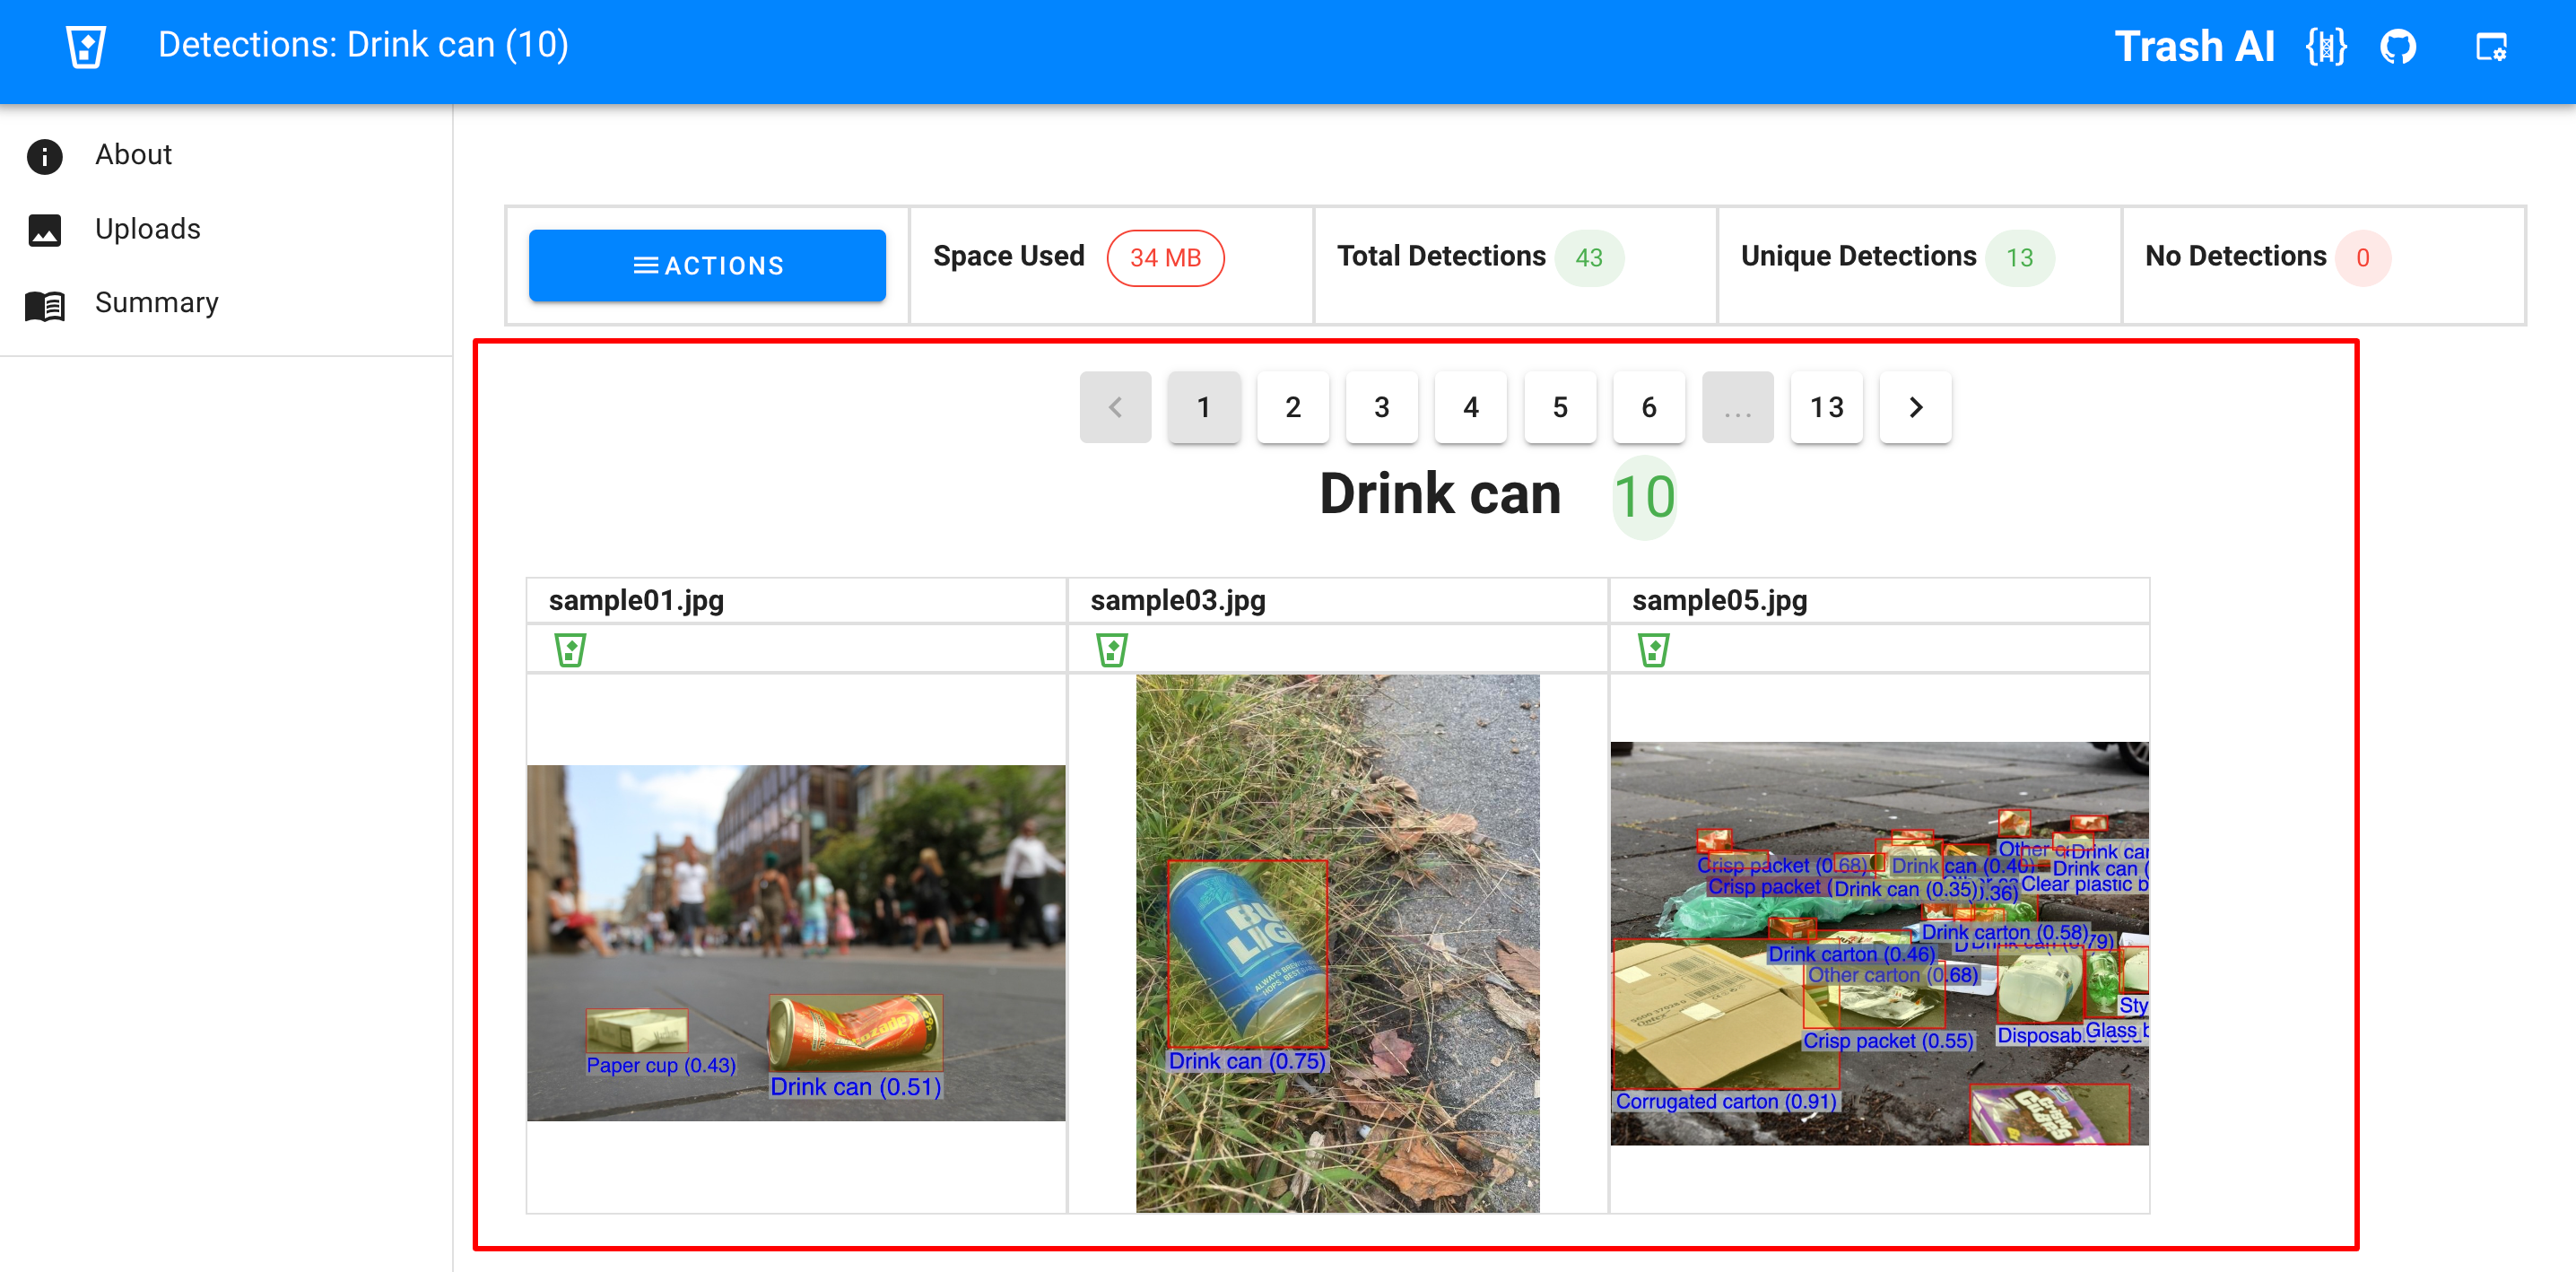 Detections: Drink can (10)
Trash AI
About
Uploads
Summary
ACTIONS
Space Used 34 MB
Total Detections 43
Unique Detections 13
No Detections 0
1 2 3 4 5 6 ... 13
Drink can 10
sample01.jpg
sample03.jpg
sample05.jpg
Paper cup (0.43)
Drink can (0.51)
LIG
Drink can (0.75)
Crisp packet (0.68)
Drink can (0.40)
Other
Drink can
Drink can (
Crisp packet (
Drink can (0.35)
.36)
Clear plastic b
Drink carton (0.58)
Drink carton (0.46)
Other carton (0.68)
Crisp packet (0.55)
Disposab
Glass b
Sty
Corrugated carton (0.91)